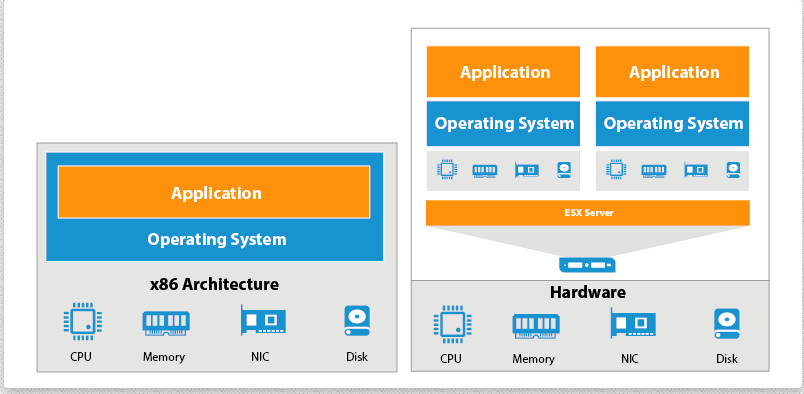 Application
Operating System
x86 Architecture
CPU Memory NIC Disk
Application Application
Operating System Operating System
ESX Server
Hardware
CPU Memory NIC Disk